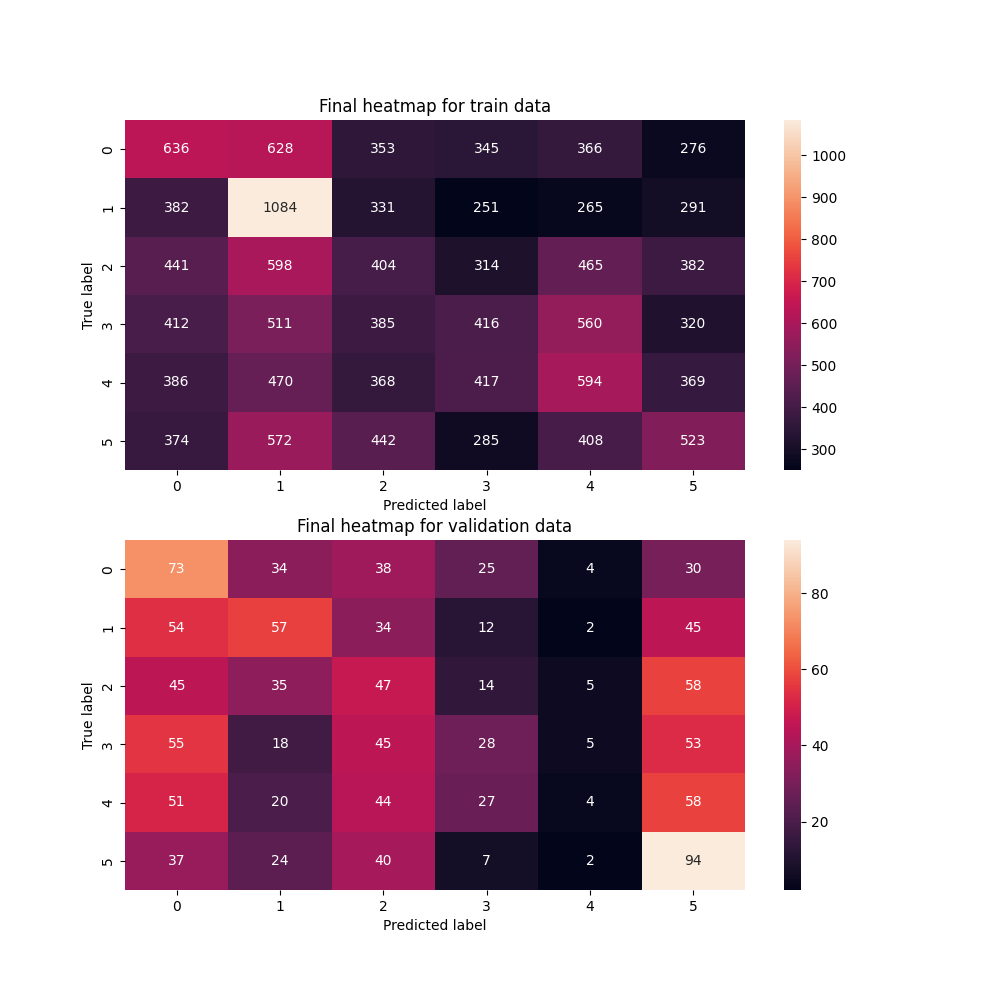 Final heatmap for train data
True label
0 636 628 353 345 366 276
1 382 1084 331 251 265 291
2 441 598 404 314 465 382
3 412 511 385 416 560 320
4 386 470 368 417 594 369
5 374 572 442 285 408 523
0 1 2 3 4 5
Predicted label
1000
900
800
700
600
500
400
300
Final heatmap for validation data
True label
0 73 34 38 25 4 30
1 54 57 34 12 2 45
2 45 35 47 14 5 58
3 55 18 45 28 5 53
4 51 20 44 27 4 58
5 37 24 40 7 2 94
0 1 2 3 4 5
Predicted label
80
60
40
20